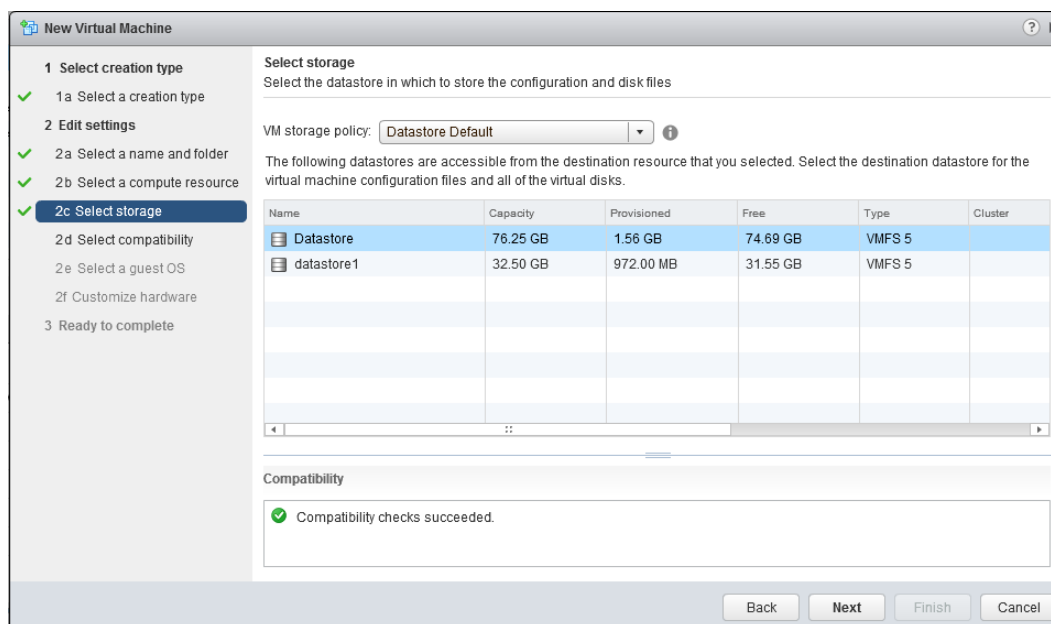 New Virtual Machine
?
1 Select creation type
1a Select a creation type
2 Edit settings
2a Select a name and folder
2b Select a compute resource
2c Select storage
2d Select compatibility
2e Select a guest OS
2f Customize hardware
3 Ready to complete
Select storage
Select the datastore in which to store the configuration and disk files
VM storage policy: Datastore Default
The following datastores are accessible from the destination resource that you selected. Select the destination datastore for the
virtual machine configuration files and all of the virtual disks.
Name Capacity Provisioned Free Type Cluster
Datastore 76.25 GB 1.56 GB 74.69 GB VMFS 5
datastore1 32.50 GB 972.00 MB 31.55 GB VMFS 5
Compatibility
Compatibility checks succeeded.
Back Next Finish Cancel